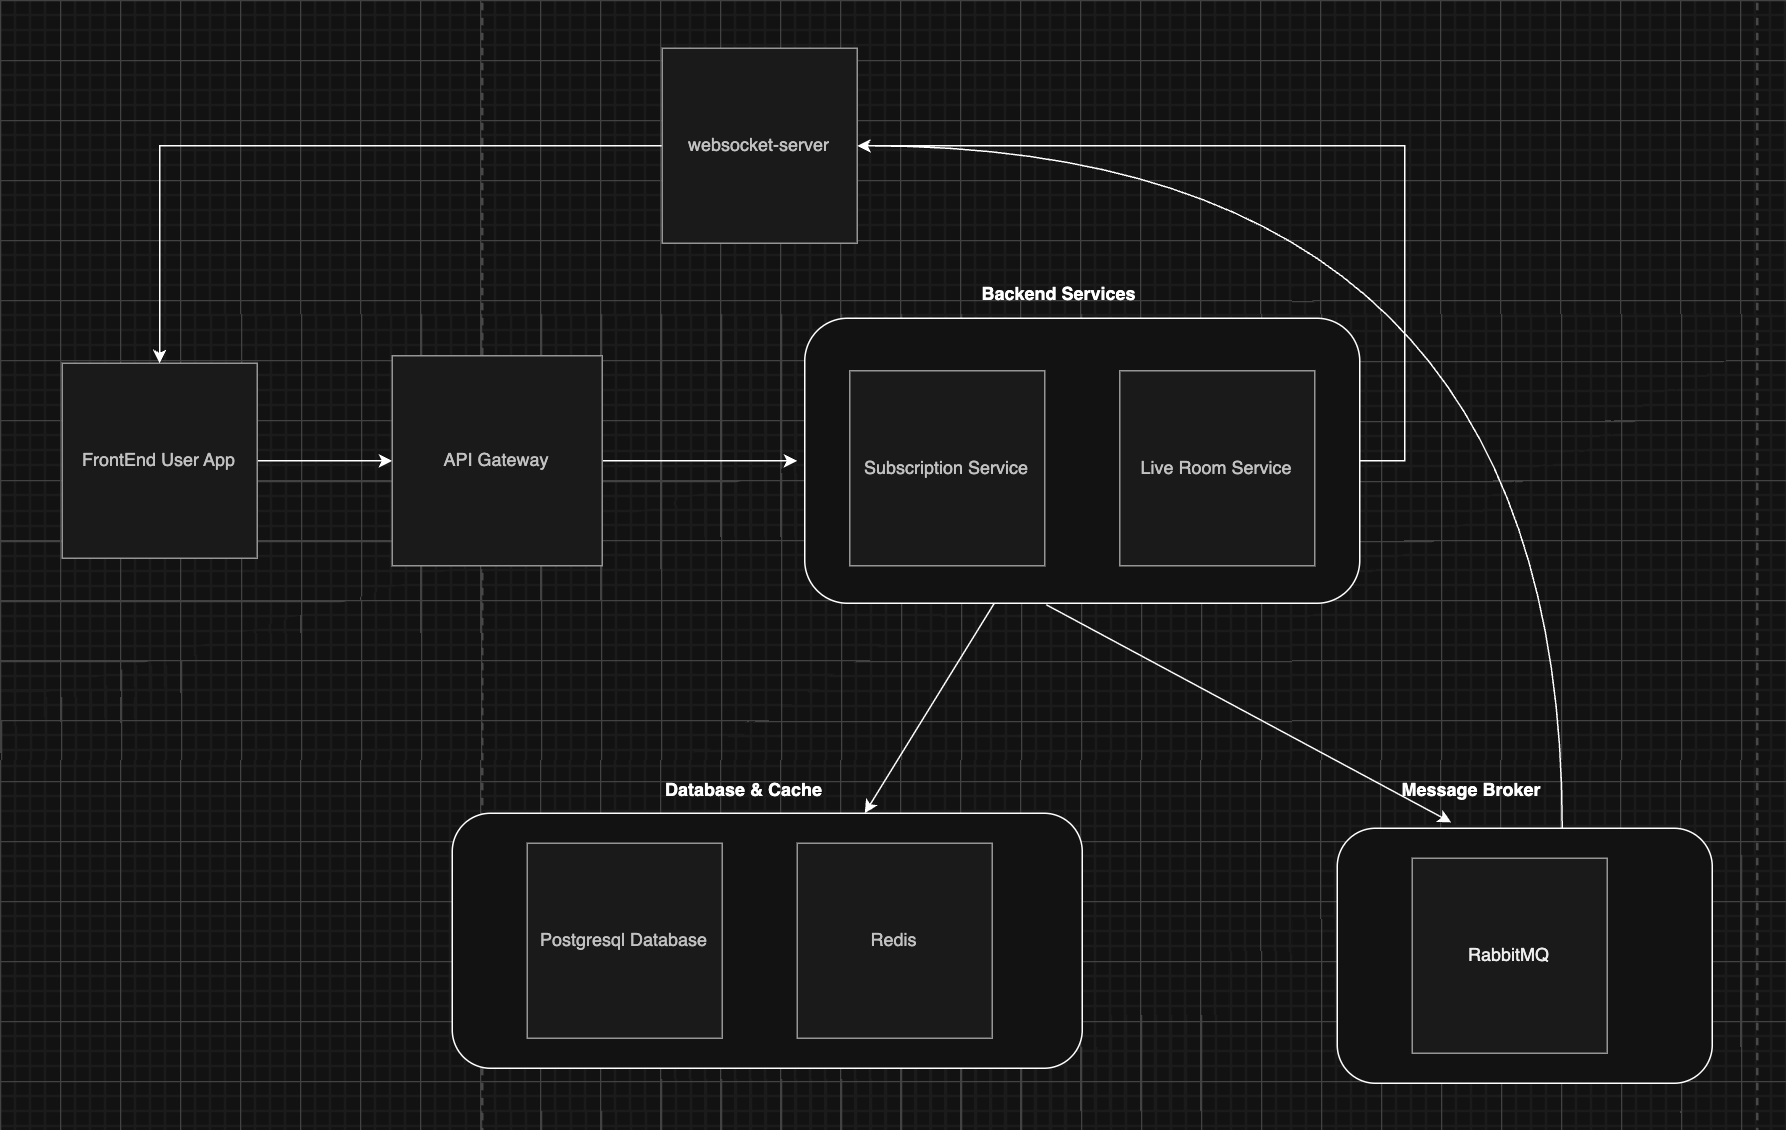 websocket-server
Backend Services
FrontEnd User App
API Gateway
Subscription Service
Live Room Service
Database & Cache
Message Broker
Postgresql Database
Redis
RabbitMQ